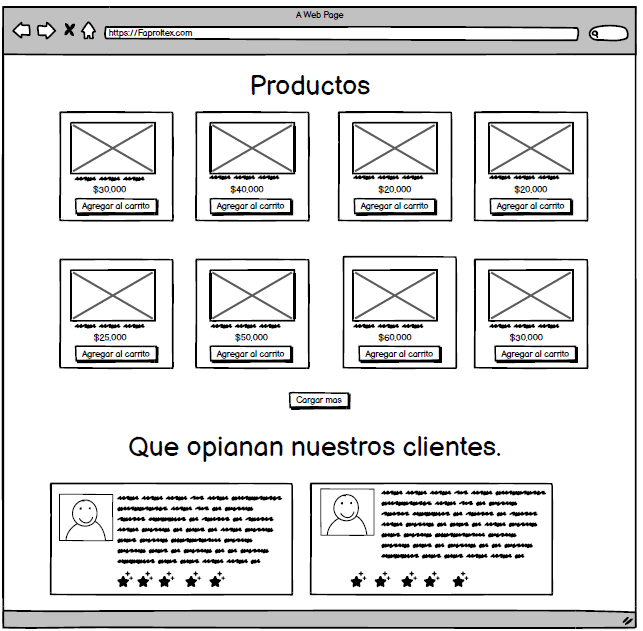 A Web Page
https://Faproltex.com
Productos
$30,000
$40,000
$20,000
$20,000
Agregar al carrito
Agregar al carrito
Agregar al carrito
Agregar al carrito
$25,000
$50,000
$60,000
$30,000
Agregar al carrito
Agregar al carrito
Agregar al carrito
Agregar al carrito
Cargar mas
Que opianan nuestros clientes.